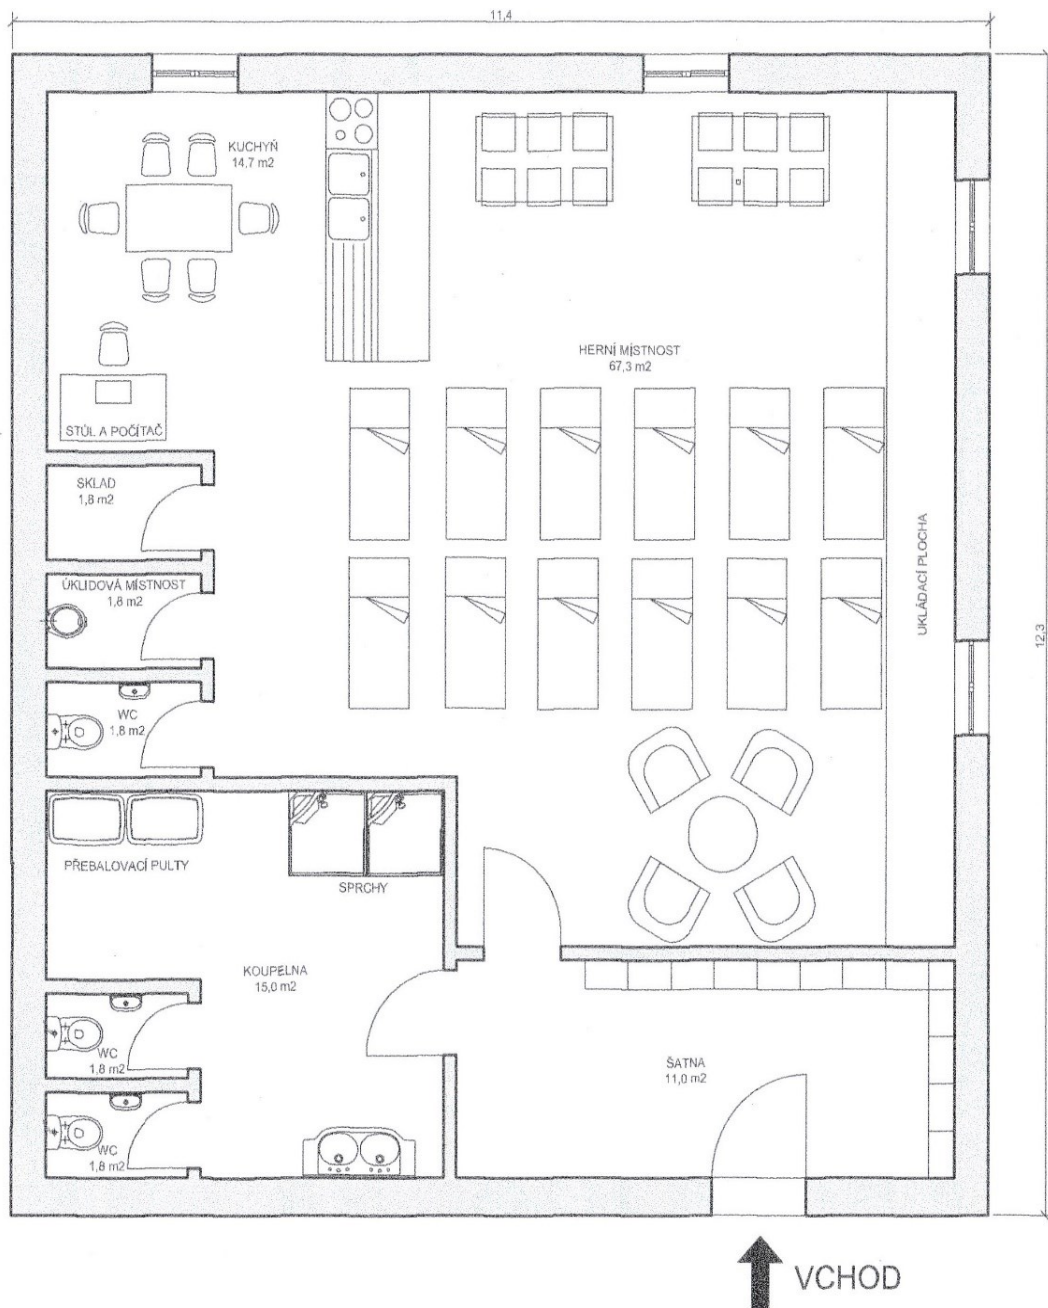 11,4
KUCHYŇ
14,7 m2
HERNÍ MÍSTNOST
67,3 m2
STŮL A POČÍTAČ
SKLAD
1,8 m2
UKLÁDACÍ PLOCHA
ÚKLIDOVÁ MÍSTNOST
1,8 m2
12,3
WC
1,8 m2
PŘEBALOVACÍ PULTY
SPRCHY
KOUPELNA
15,0 m2
WC
1,8 m2
ŠATNA
11,0 m2
WC
1,8 m2
VCHOD